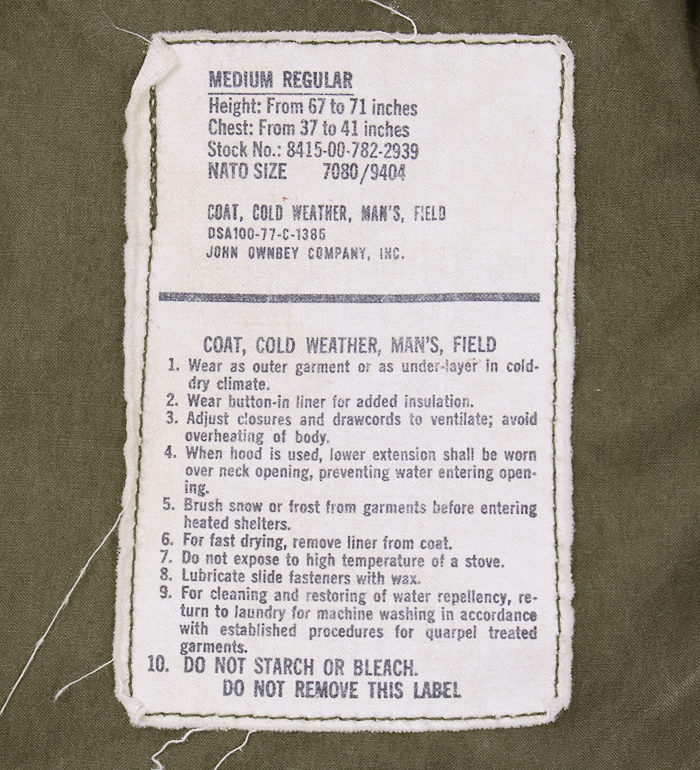 MEDIUM REGULAR
Height: From 67 to 71 inches
Chest: From 37 to 41 inches
Stock No.: 8415-00-782-2939
NATO SIZE 7080/9404
COAT, COLD WEATHER, MAN'S, FIELD
DSA100-77-C-1386
JOHN OWNBEY COMPANY, INC.
COAT, COLD WEATHER, MAN'S, FIELD
1. Wear as outer garment or as under-layer in cold-
dry climate.
2. Wear button-in liner for added insulation.
3. Adjust closures and drawcords to ventilate; avoid
overheating of body.
4. When hood is used, lower extension shall be worn
over neck opening, preventing water entering open-
ing.
5. Brush snow or frost from garments before entering
heated shelters.
6. For fast drying, remove liner from coat.
7. Do not expose to high temperature of a stove.
8. Lubricate slide fasteners with wax.
9. For cleaning and restoring of water repellency, re-
turn to laundry for machine washing in accordance
with established procedures for quarpel treated
garments.
10. DO NOT STARCH OR BLEACH.
DO NOT REMOVE THIS LABEL